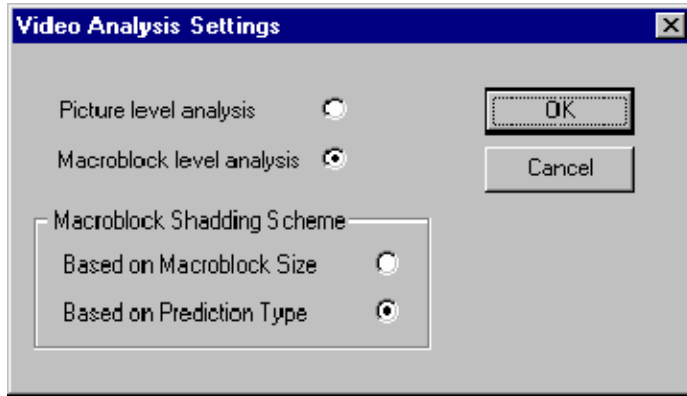 Video Analysis Settings
Picture level analysis
OK
Macroblock level analysis
Cancel
Macroblock Shadding Scheme
Based on Macroblock Size
Based on Prediction Type